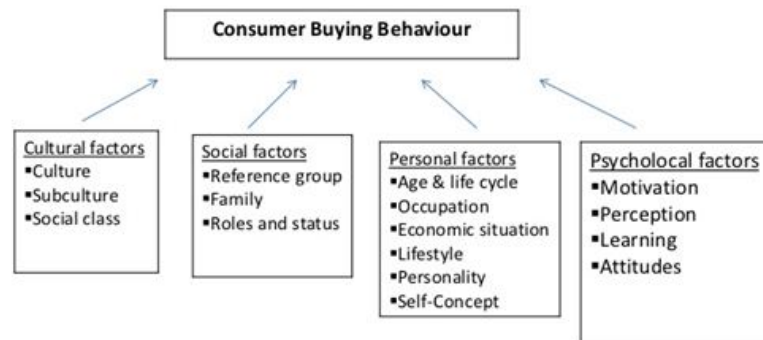 Consumer Buying Behaviour
Cultural factors
▪Culture
▪Subculture
▪Social class
Social factors
▪Reference group
▪Family
▪Roles and status
Personal factors
▪Age & life cycle
▪Occupation
▪Economic situation
▪Lifestyle
▪Personality
▪Self-Concept
Psycholocal factors
▪Motivation
▪Perception
▪Learning
▪Attitudes